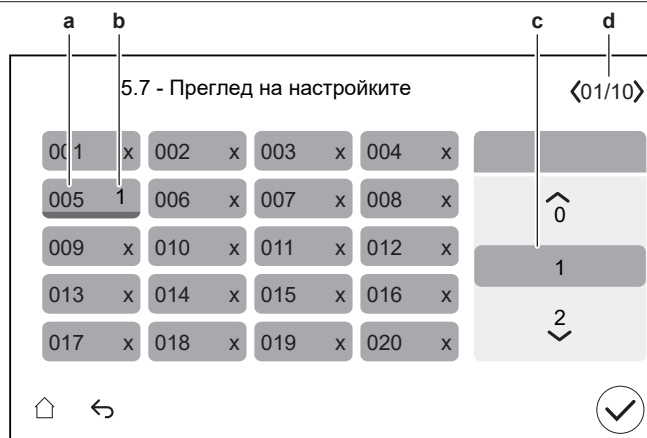 a b c d
5.7 - Преглед на настройките 01/10
001 x 002 x 003 x 004 x
005 1 006 x 007 x 008 x
0
009 x 010 x 011 x 012 x
1
013 x 014 x 015 x 016 x
2
017 x 018 x 019 x 020 x